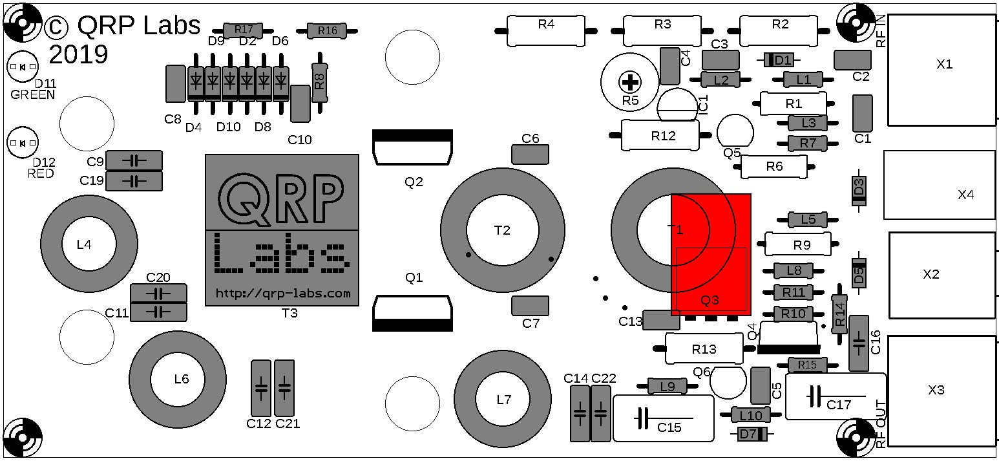 © QRP Labs
2019
R17
R16
D9
D2
D6
R4
R3
R2
RF IN
X1
C3
C4
D1
C2
L2
L1
D11
GREEN
R8
R5
IC1
R1
L3
C1
C8
D4
D10
D8
C10
R12
Q5
R7
C6
D12
RED
C9
C19
Q2
R6
D3
X4
QRP
Labs
http://qrp-labs.com
T3
L4
T2
T1
L5
R9
L8
D5
X2
C20
C11
Q1
C7
C13
Q3
R11
R10
R14
Q4
C16
R13
R15
L6
C12
C21
L7
C14
C22
Q6
L9
C5
C15
L10
D7
C17
X3
RF OUT